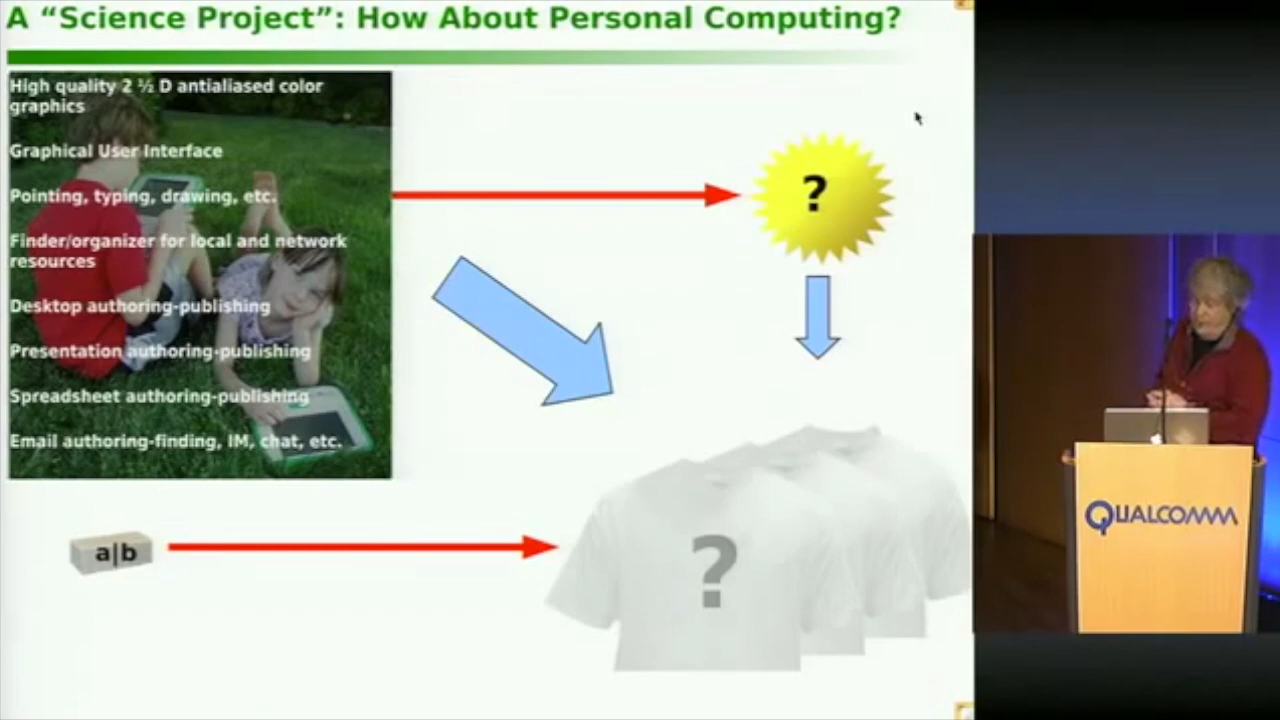 A “Science Project”: How About Personal Computing?
High quality 2 ½ D antialiased color
graphics
Graphical User Interface
Pointing, typing, drawing, etc.
Finder/organizer for local and network
resources
Desktop authoring-publishing
Presentation authoring-publishing
Spreadsheet authoring-publishing
Email authoring-finding, IM, chat, etc.
?
a|b
?
QUALCOMM